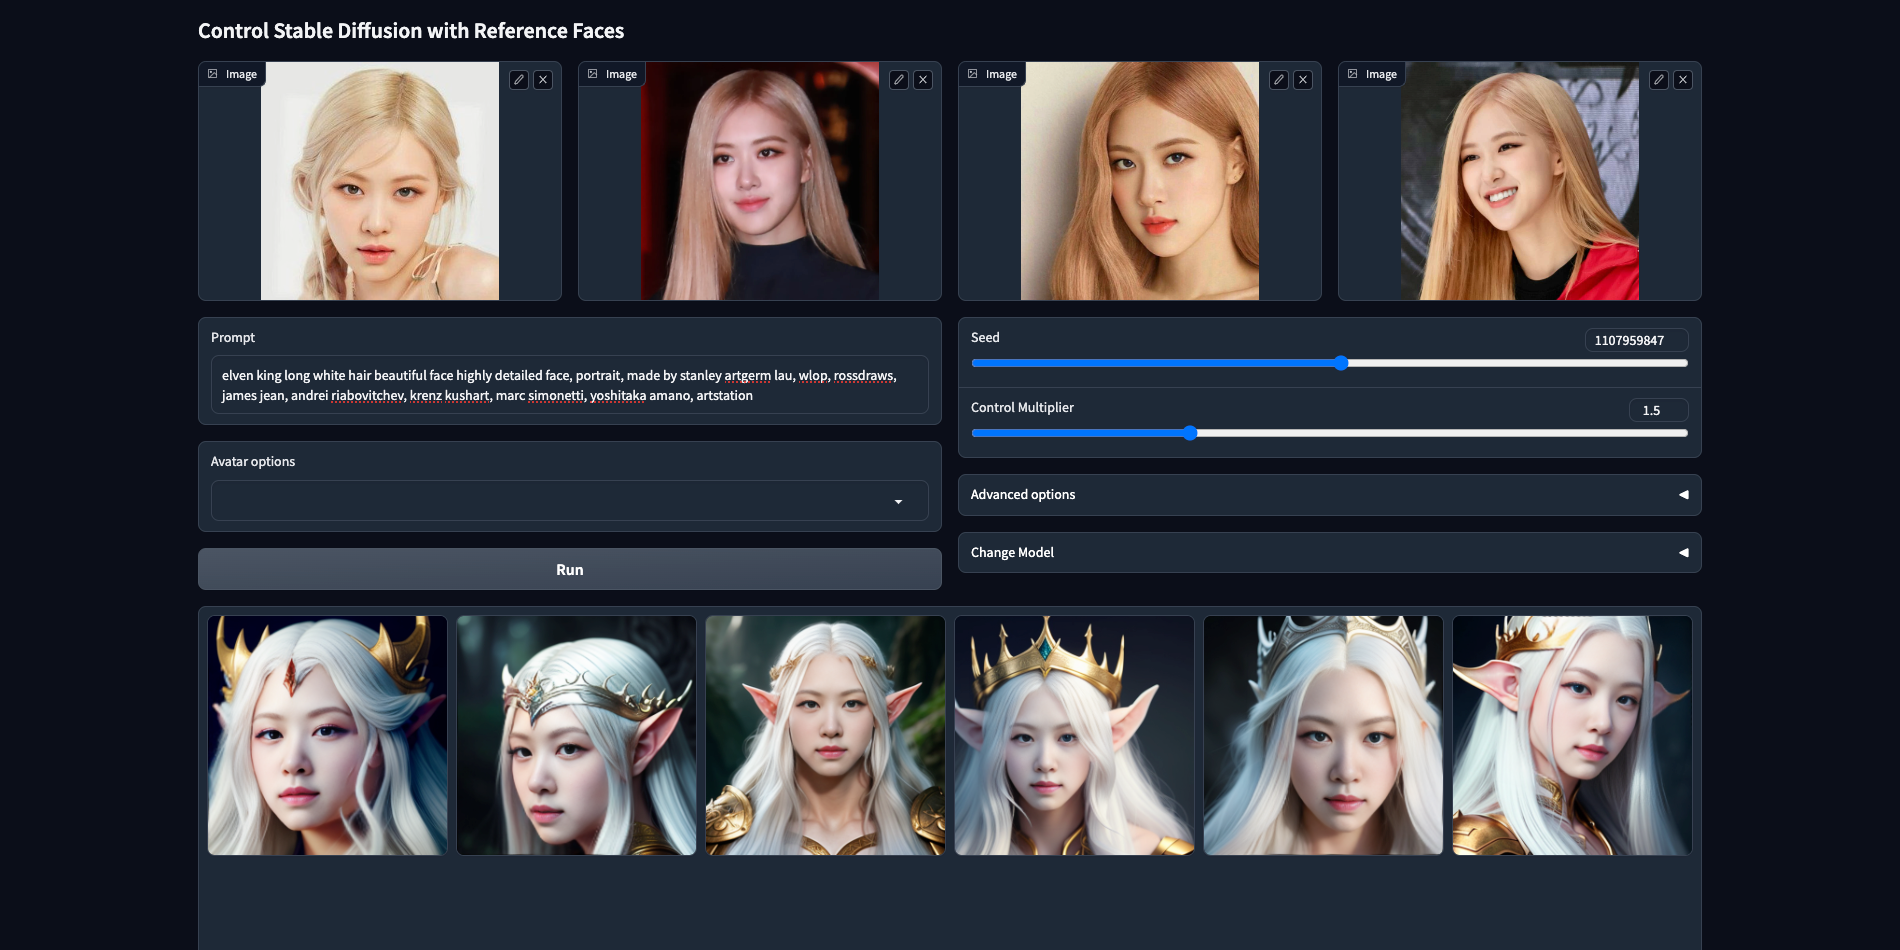 Control Stable Diffusion with Reference Faces
Image
Image
Image
Image
Prompt
elven king long white hair beautiful face highly detailed face, portrait, made by stanley artgerm lau, wlop, rossdraws,
james jean, andrei riabovitchev, krenz kushart, marc simonetti, yoshitaka amano, artstation
Avatar options
Run
Seed
1107959847
Control Multiplier
1.5
Advanced options
Change Model